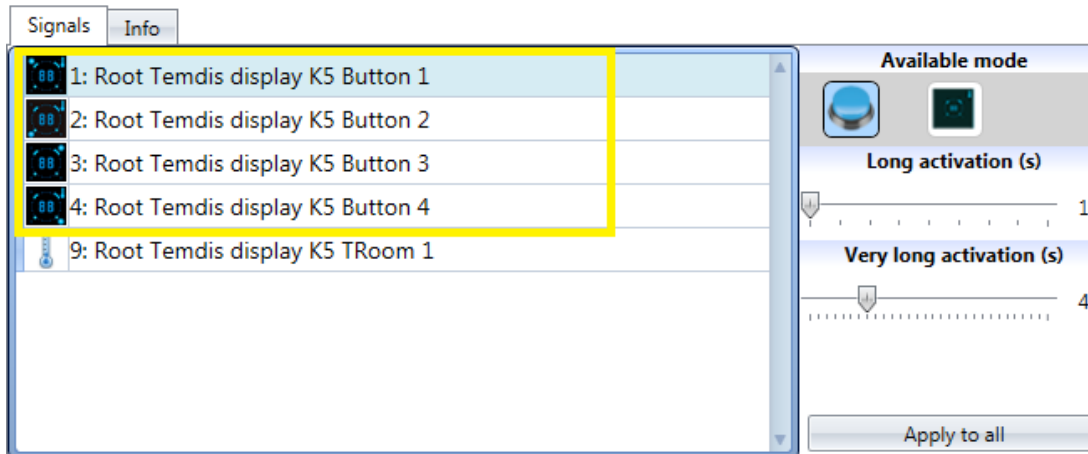 Signals Info
1: Root Temdis display K5 Button 1
2: Root Temdis display K5 Button 2
3: Root Temdis display K5 Button 3
4: Root Temdis display K5 Button 4
9: Root Temdis display K5 TRoom 1
Available mode
Long activation (s)
1
Very long activation (s)
4
Apply to all